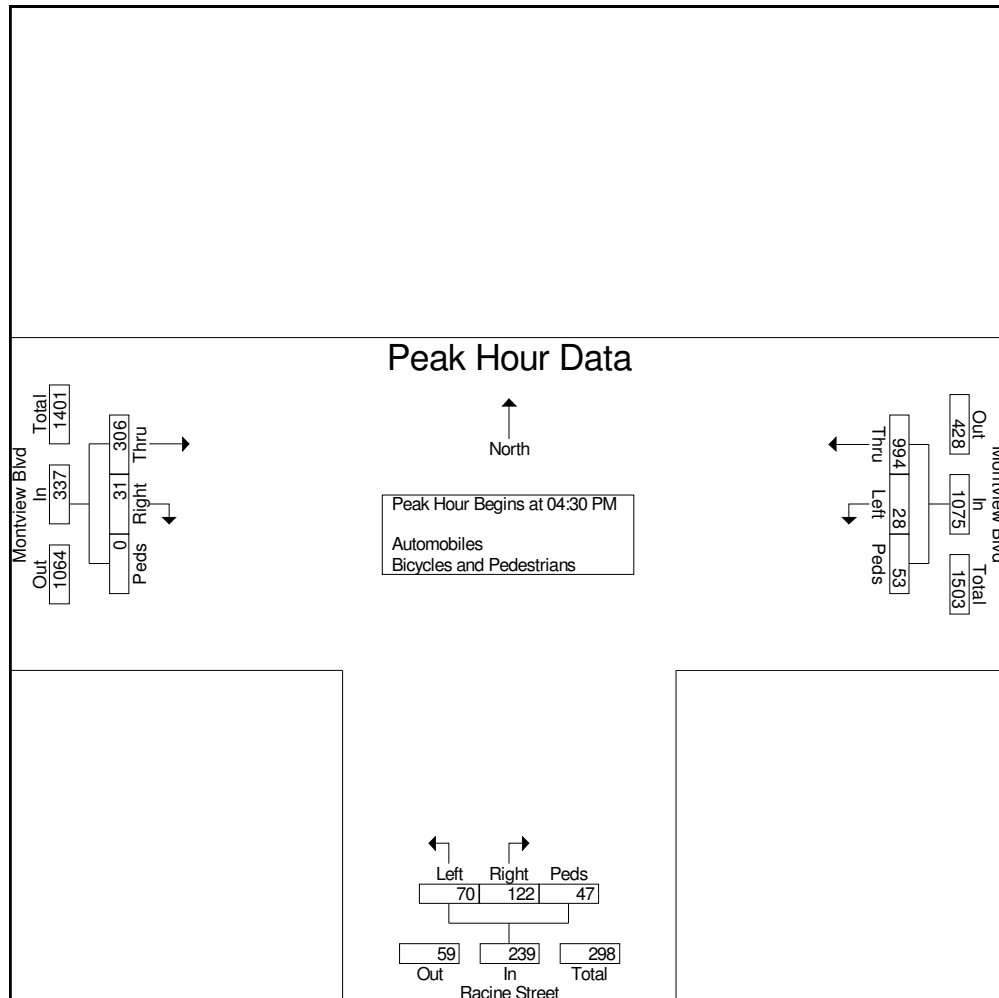 Peak Hour Data
North
Peak Hour Begins at 04:30 PM
Automobiles
Bicycles and Pedestrians
Montview Blvd
Total In Out
1401 337 1064
306 31 0
Thru Right Peds
Montview Blvd
Out In Total
428 1075 1503
994 28 53
Thru Left Peds
Left Right Peds
70 122 47
59 239 298
Out In Total
Racine Street